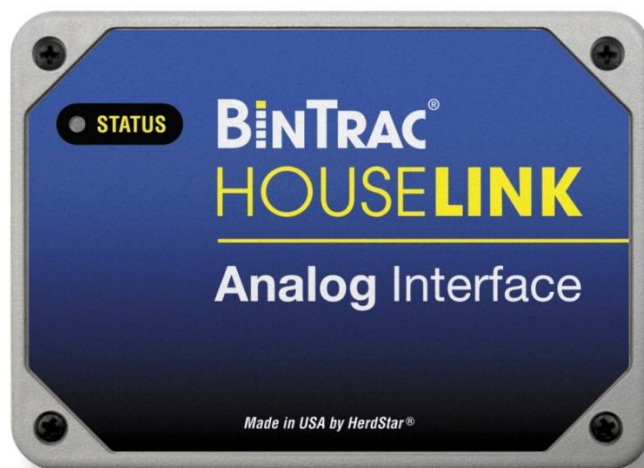 STATUS
BINTRAC®
HOUSELINK
Analog Interface
Made in USA by HerdStar®